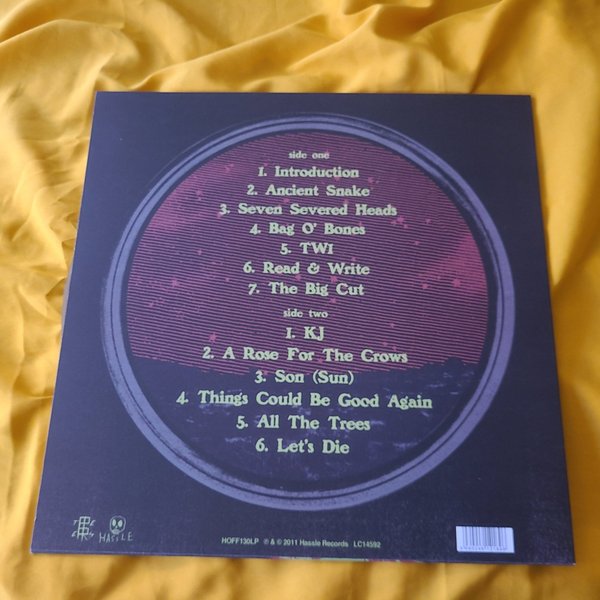 side one
1. Introduction
2. Ancient Snake
3. Seven Severed Heads
4. Bag O' Bones
5. TW1
6. Read & Write
7. The Big Cut
side two
1. KJ
2. A Rose For The Crows
3. Son (Sun)
4. Things Could Be Good Again
5. All The Trees
6. Let's Die
HASSLE
HOFF130LP ℗ & © 2011 Hassle Records LC14592